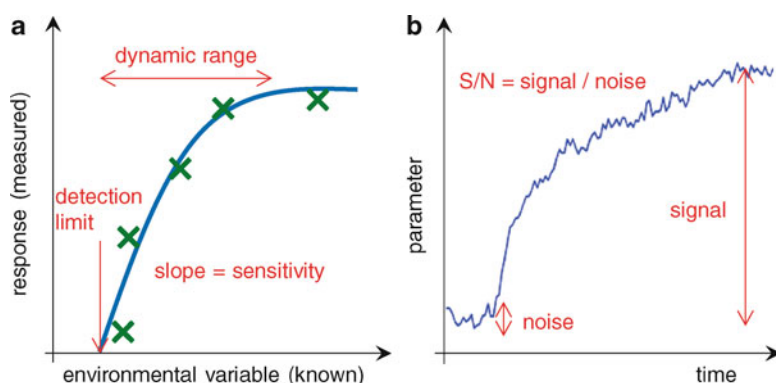 a
dynamic range
response (measured)
detection
limit
slope = sensitivity
environmental variable (known)
b
S/N = signal / noise
parameter
signal
noise
time